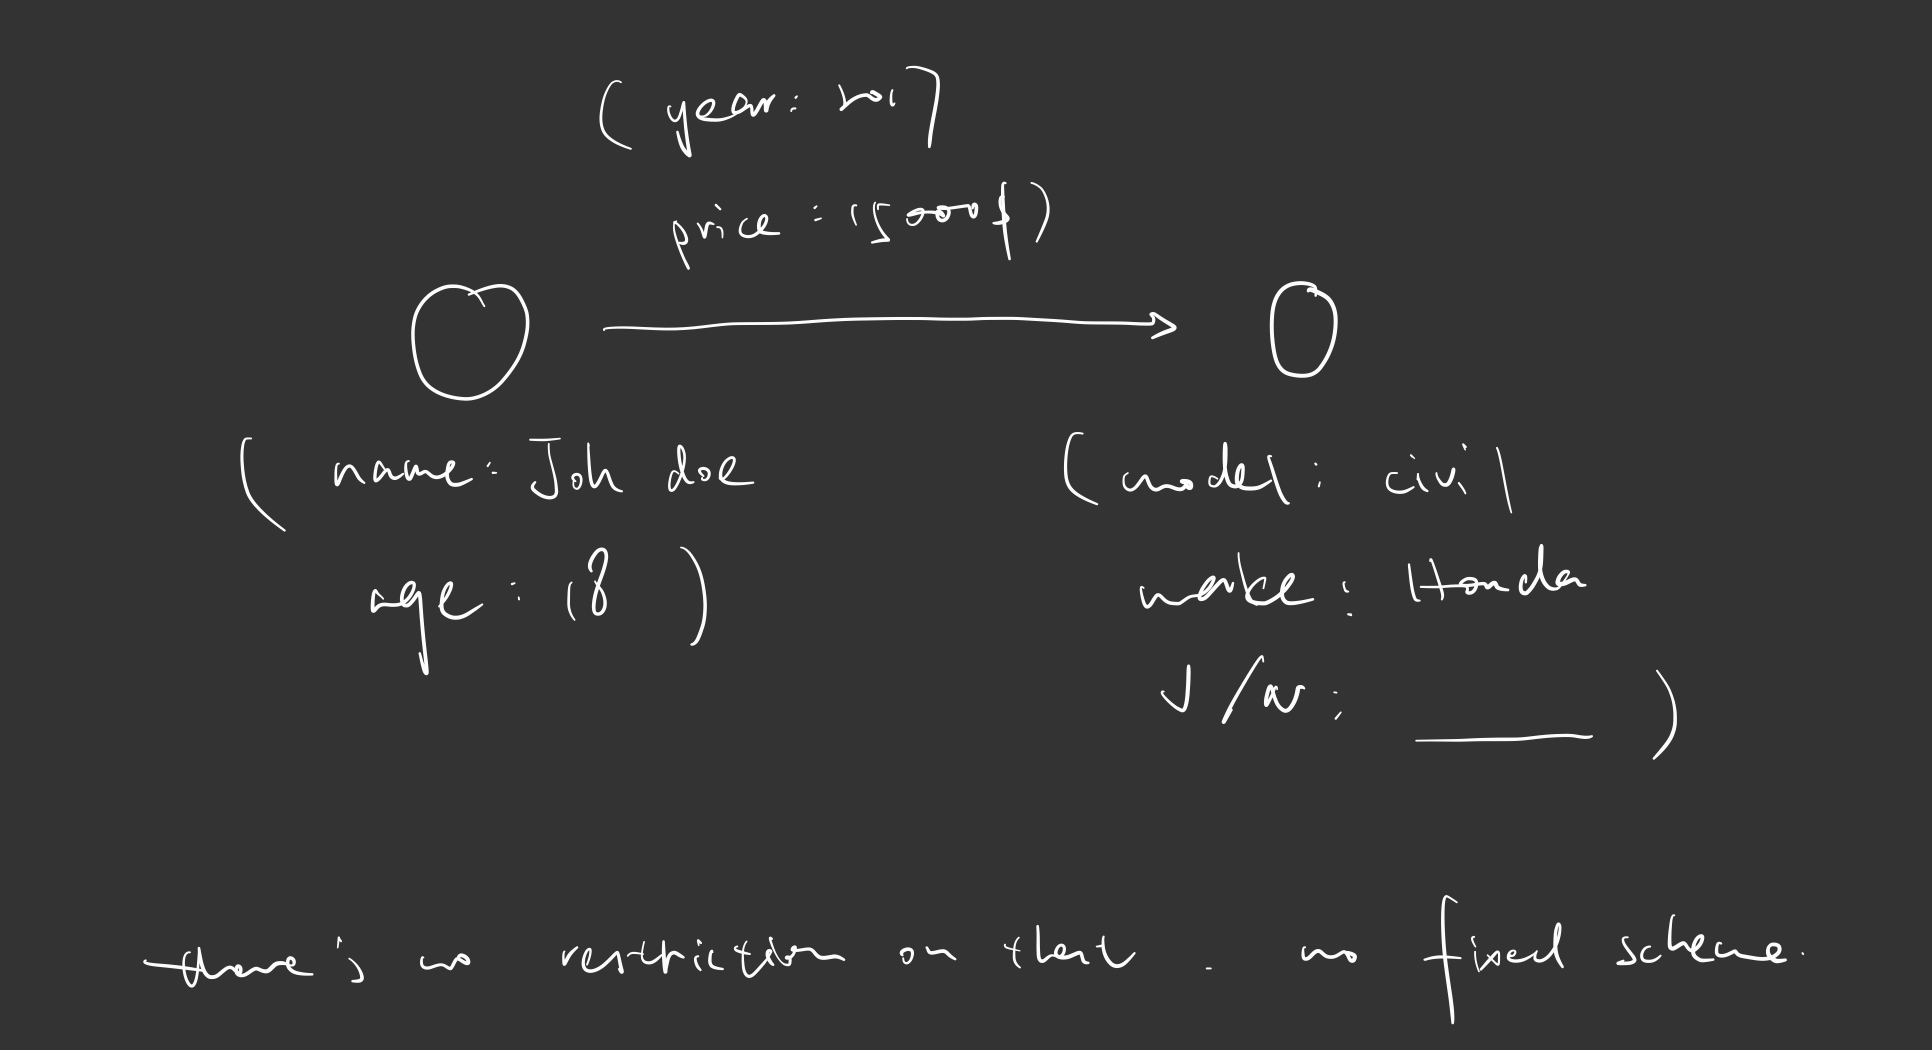 (year: 2017
price: 15000$)
(name: Joh doe
age: 18)
(model: civil
make: Honda
J/N: ____)
there's no restriction on that. no fixed scheme.